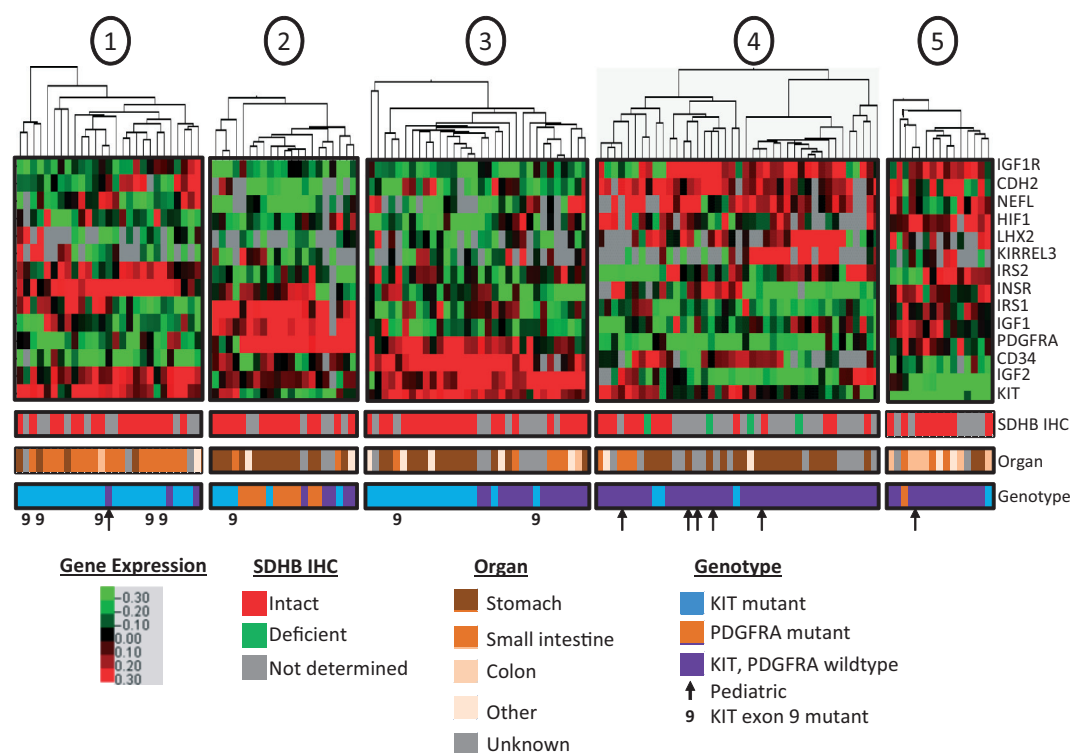 1 2 3 4 5
IGF1R
CDH2
NEFL
HIF1
LHX2
KIRREL3
IRS2
INSR
IRS1
IGF1
PDGFRA
CD34
IGF2
KIT
SDHB IHC
Organ
Genotype
9 9 9 9 9 9 9 9
Gene Expression
-0.30
-0.20
-0.10
0.00
0.10
0.20
0.30
SDHB IHC
Intact
Deficient
Not determined
Organ
Stomach
Small intestine
Colon
Other
Unknown
Genotype
KIT mutant
PDGFRA mutant
KIT, PDGFRA wildtype
Pediatric
9 KIT exon 9 mutant